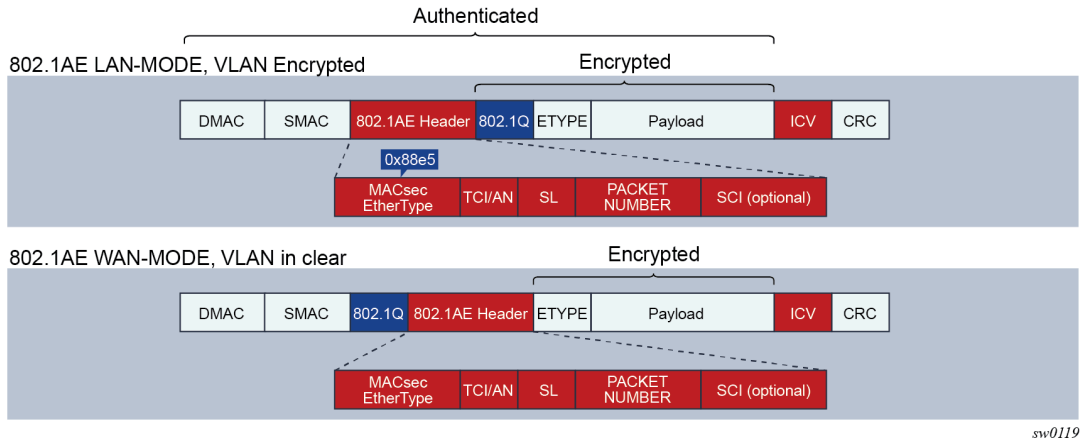 Authenticated
802.1AE LAN-MODE, VLAN Encrypted
Encrypted
DMAC SMAC 802.1AE Header 802.1Q ETYPE Payload ICV CRC
0x88e5
MACsec EtherType TCI/AN SL PACKET NUMBER SCI (optional)
802.1AE WAN-MODE, VLAN in clear
Encrypted
DMAC SMAC 802.1Q 802.1AE Header ETYPE Payload ICV CRC
MACsec EtherType TCI/AN SL PACKET NUMBER SCI (optional)
sw0119